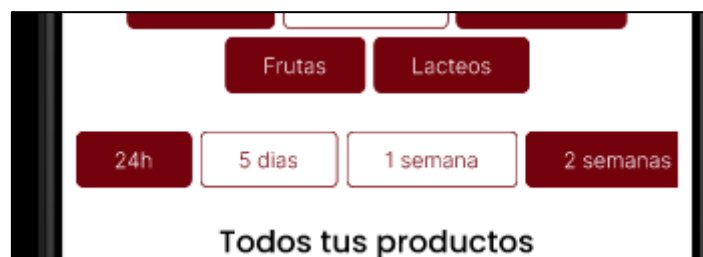 Frutas Lacteos
24h 5 dias 1 semana 2 semanas
Todos tus productos